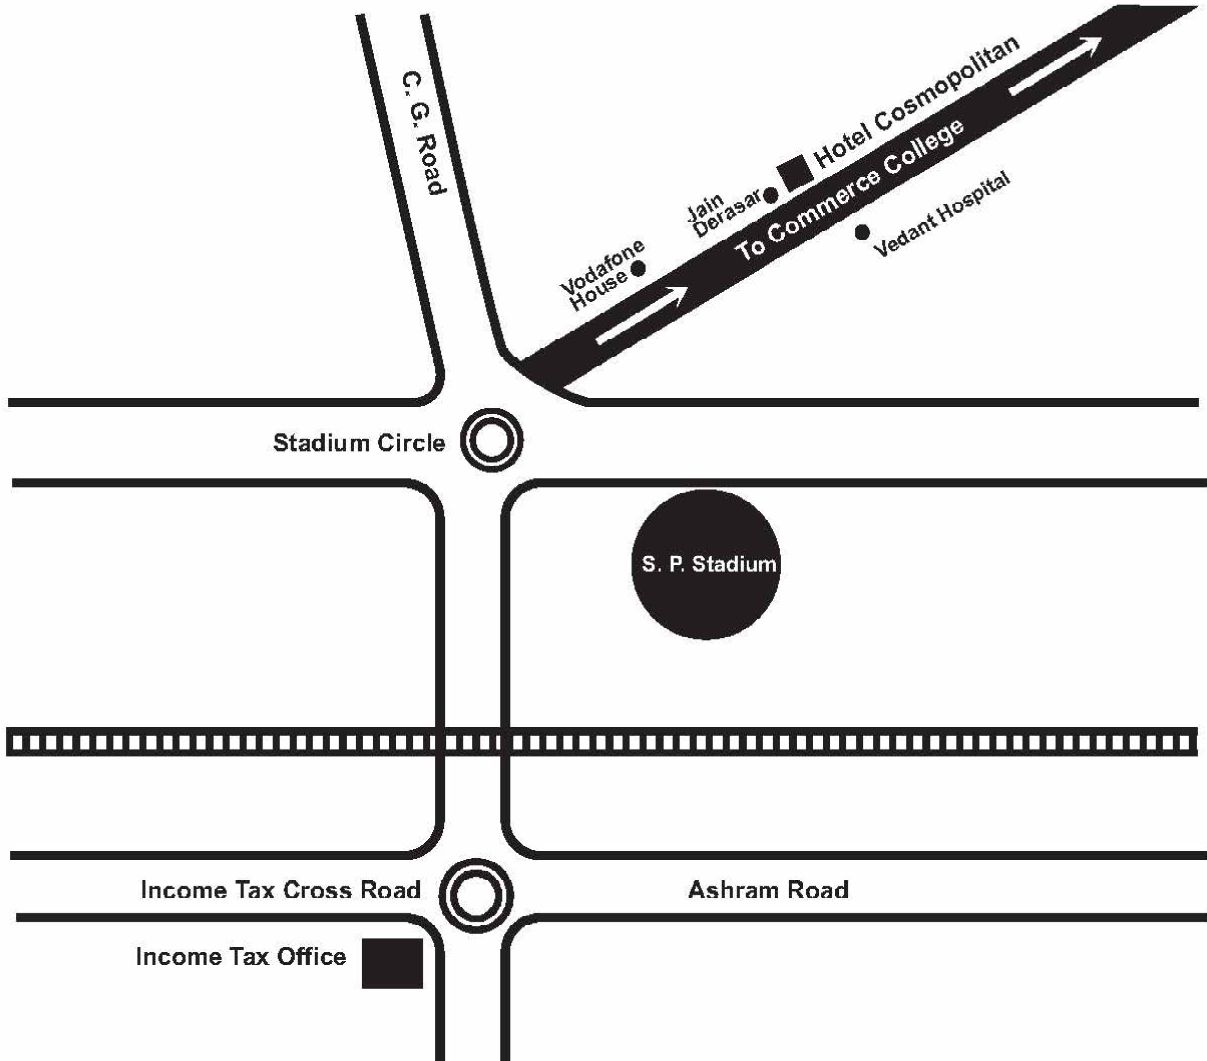 C. G. Road
Hotel Cosmopolitan
To Commerce College
Jain
Derasar
Vedant Hospital
Vodafone
House
Stadium Circle
S. P. Stadium
Income Tax Cross Road
Ashram Road
Income Tax Office